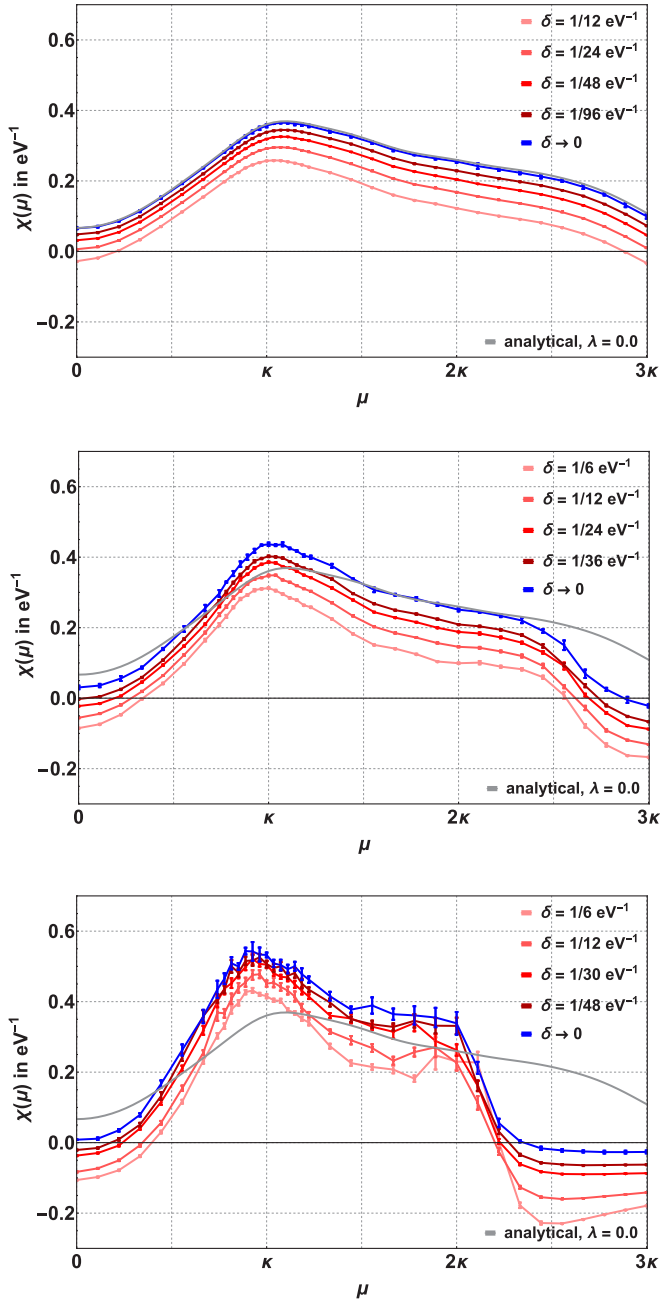 0.6
0.4
0.2
0.0
−0.2
χ(μ) in eV⁻¹
δ = 1/12 eV⁻¹
δ = 1/24 eV⁻¹
δ = 1/48 eV⁻¹
δ = 1/96 eV⁻¹
δ → 0
analytical, λ = 0.0
0 κ 2κ 3κ
μ
0.6
0.4
0.2
0.0
−0.2
χ(μ) in eV⁻¹
δ = 1/6 eV⁻¹
δ = 1/12 eV⁻¹
δ = 1/24 eV⁻¹
δ = 1/36 eV⁻¹
δ → 0
analytical, λ = 0.0
0 κ 2κ 3κ
μ
0.6
0.4
0.2
0.0
−0.2
χ(μ) in eV⁻¹
δ = 1/6 eV⁻¹
δ = 1/12 eV⁻¹
δ = 1/30 eV⁻¹
δ = 1/48 eV⁻¹
δ → 0
analytical, λ = 0.0
0 κ 2κ 3κ
μ